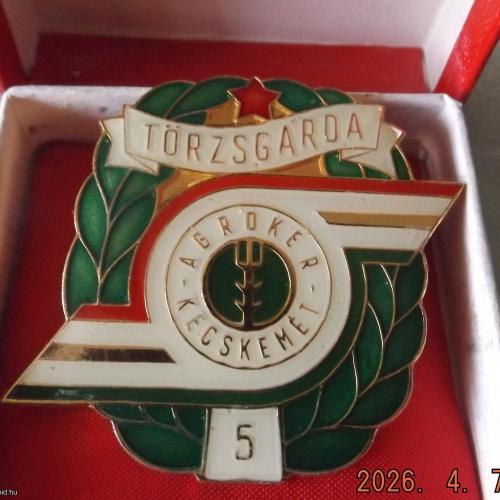 TÖRZSGÁRDA
AGROKER
- KECSKEMÉT -
5
2026. 4. 7